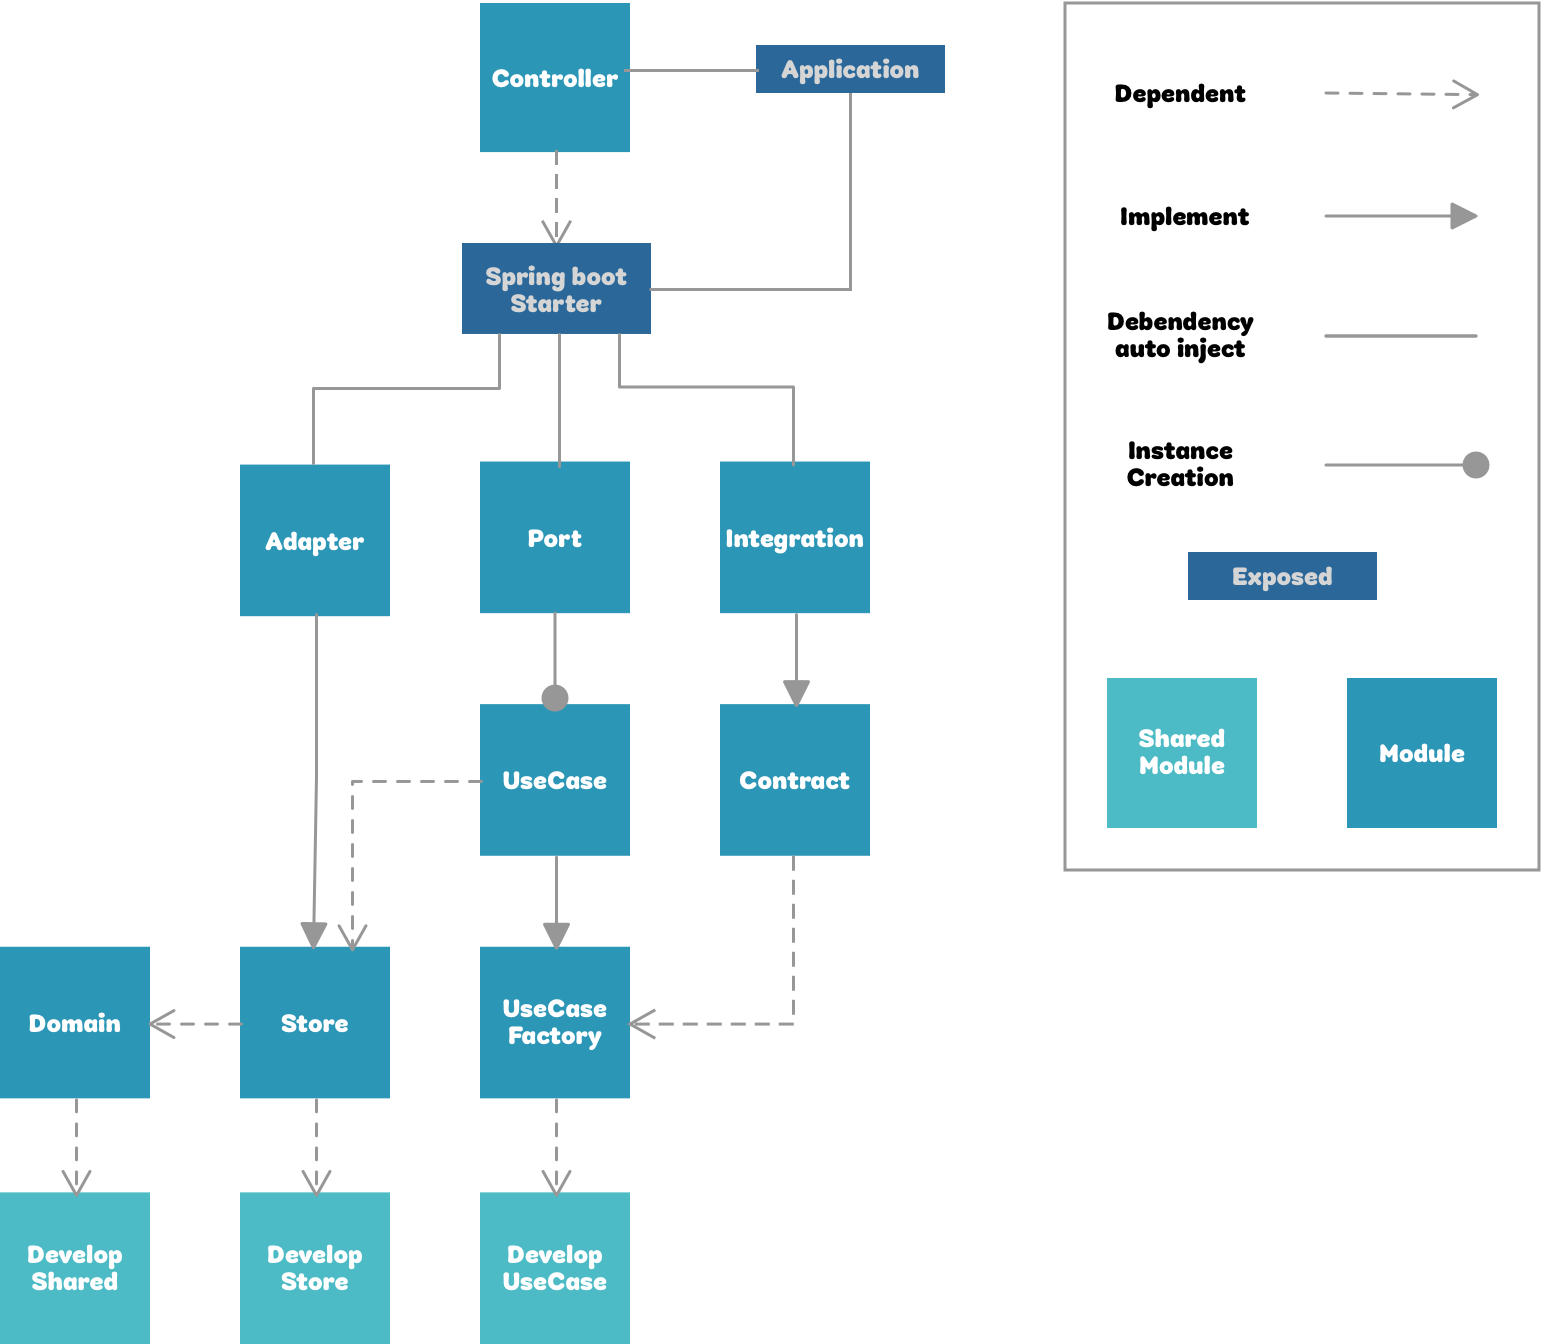 Controller
Application
Spring boot
Starter
Adapter
Port
Integration
UseCase
Contract
Domain
Store
UseCase
Factory
Develop
Shared
Develop
Store
Develop
UseCase
Dependent
Implement
Debendency
auto inject
Instance
Creation
Exposed
Shared
Module
Module